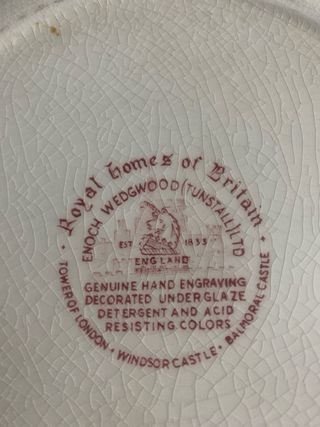 Royal Homes of Britain
ENOCH WEDGWOOD (TUNSTALL) LTD
EST 1835
ENGLAND
GENUINE HAND ENGRAVING
DECORATED UNDERGLAZE
DETERGENT AND ACID
RESISTING COLORS
• TOWER OF LONDON • WINDSOR CASTLE • BALMORAL CASTLE •